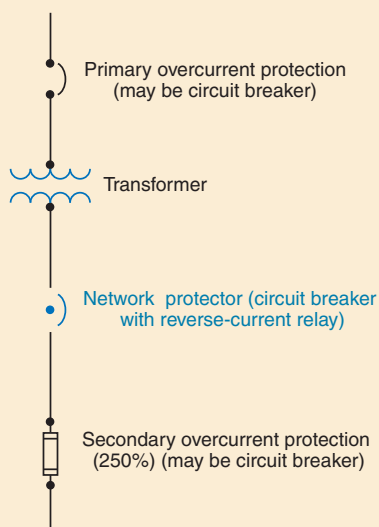 Primary overcurrent protection
(may be circuit breaker)
Transformer
Network protector (circuit breaker
with reverse-current relay)
Secondary overcurrent protection
(250%) (may be circuit breaker)